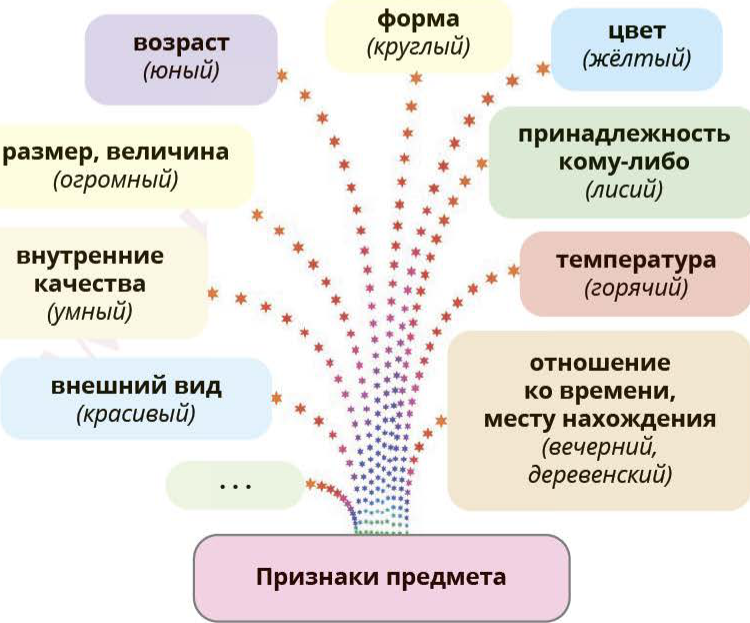 форма
(круглый)
цвет
(жёлтый)
возраст
(юный)
принадлежность
кому-либо
(лисий)
размер, величина
(огромный)
внутренние
качества
(умный)
температура
(горячий)
внешний вид
(красивый)
отношение
ко времени,
месту нахождения
(вечерний,
деревенский)
...
Признаки предмета